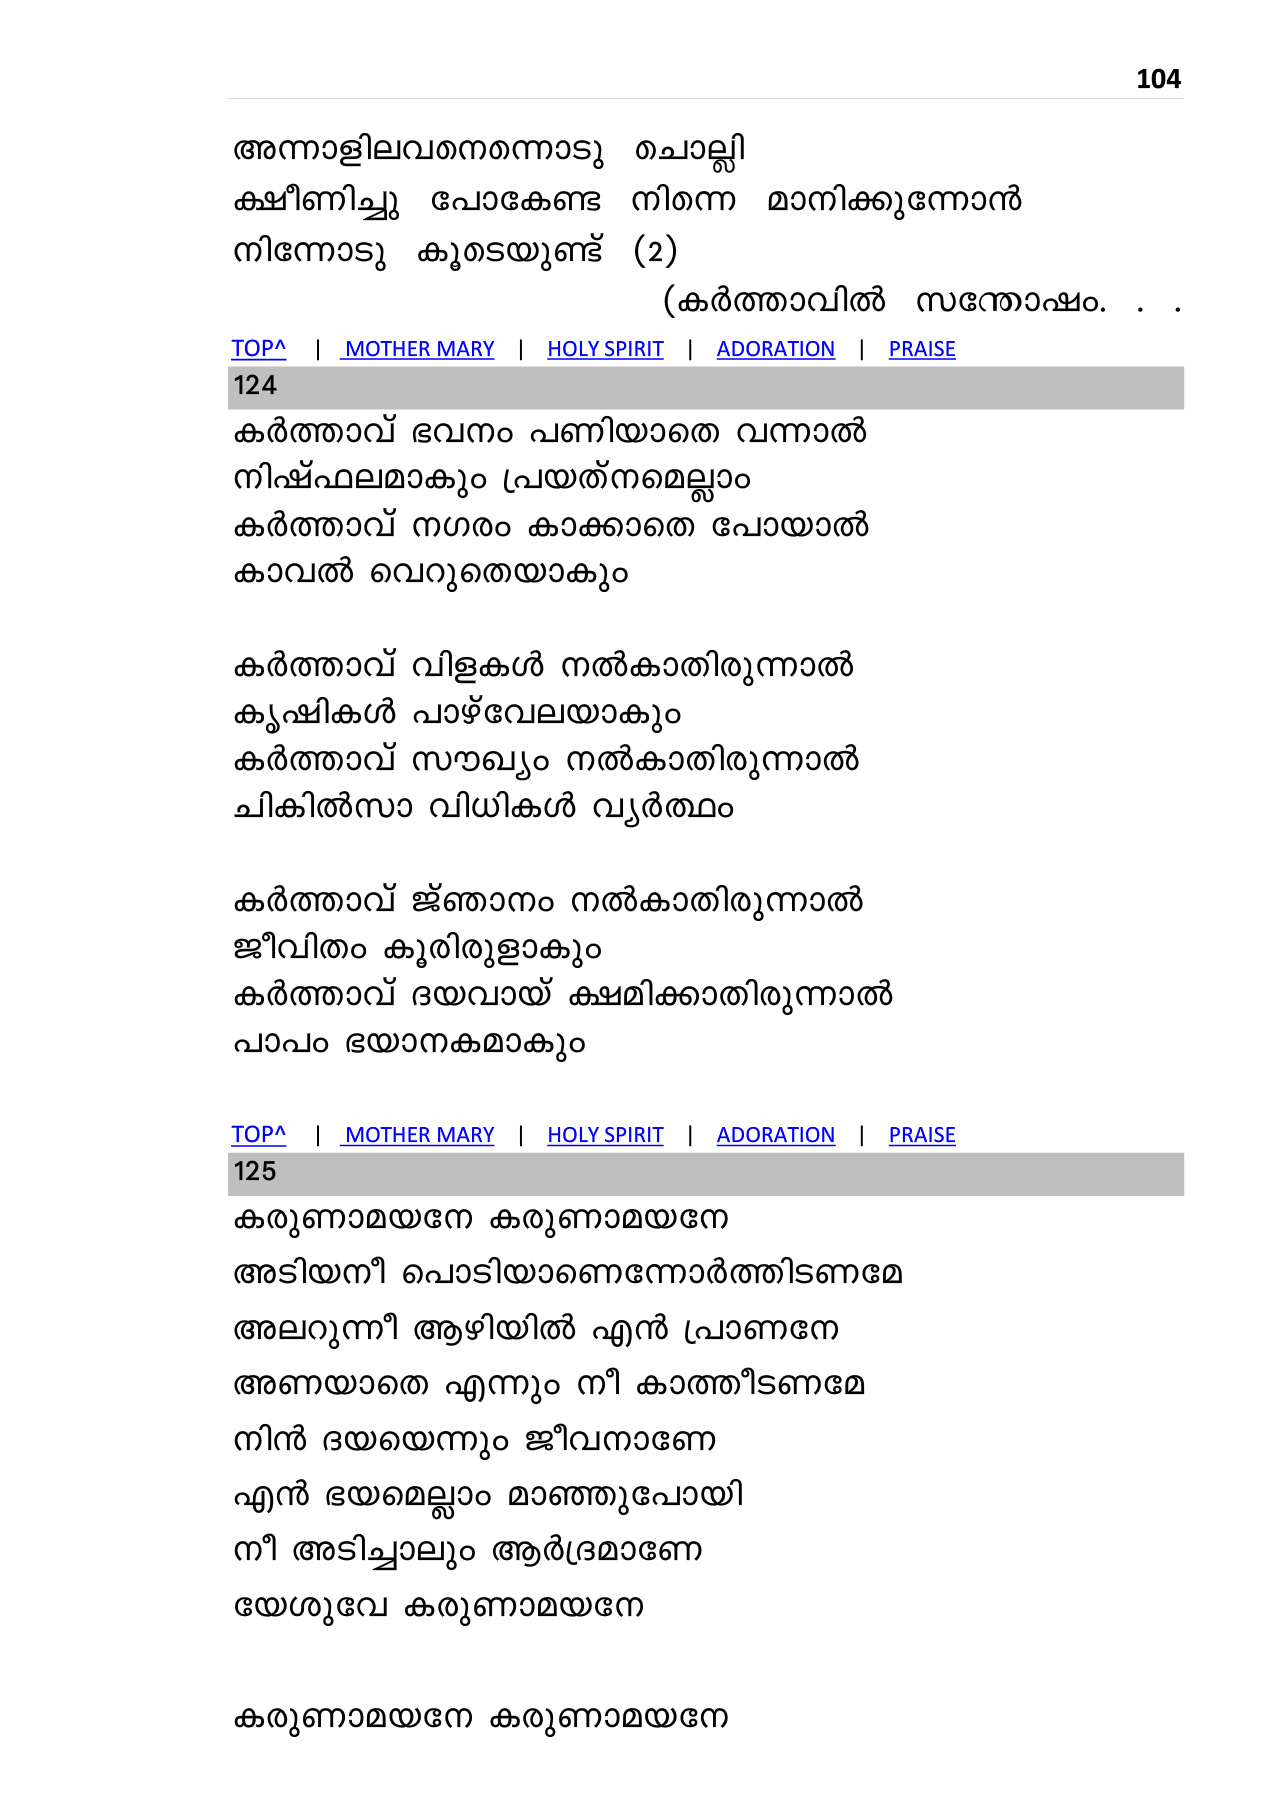 104
അന്നാളിലവനെന്നൊടു ചൊല്ലി
ക്ഷീണിച്ചു പോകേണ്ട നിന്നെ മാനിക്കുന്നോൻ
നിന്നോടു കൂടെയുണ്ട് (2)
(കർത്താവിൽ സന്തോഷം. . .
TOP^ | MOTHER MARY | HOLY SPIRIT | ADORATION | PRAISE
124
കർത്താവ് ഭവനം പണിയാതെ വന്നാൽ
നിഷ്ഫലമാകും പ്രയത്നമെല്ലാം
കർത്താവ് നഗരം കാക്കാതെ പോയാൽ
കാവൽ വെറുതെയാകും
കർത്താവ് വിളകൾ നൽകാതിരുന്നാൽ
കൃഷികൾ പാഴ്‌വേലയാകും
കർത്താവ് സൗഖ്യം നൽകാതിരുന്നാൽ
ചികിൽസാ വിധികൾ വ്യർത്ഥം
കർത്താവ് ജ്ഞാനം നൽകാതിരുന്നാൽ
ജീവിതം കൂരിരുളാകും
കർത്താവ് ദയവായ് ക്ഷമിക്കാതിരുന്നാൽ
പാപം ഭയാനകമാകും
TOP^ | MOTHER MARY | HOLY SPIRIT | ADORATION | PRAISE
125
കരുണാമയനേ കരുണാമയനേ
അടിയനീ പൊടിയാണെന്നോർത്തിടണമേ
അലറുന്നീ ആഴിയിൽ എൻ പ്രാണനേ
അണയാതെ എന്നും നീ കാത്തീടണമേ
നിൻ ദയയെന്നും ജീവനാണേ
എൻ ഭയമെല്ലാം മാഞ്ഞുപോയി
നീ അടിച്ചാലും ആർദ്രമാണേ
യേശുവേ കരുണാമയനേ
കരുണാമയനേ കരുണാമയനേ